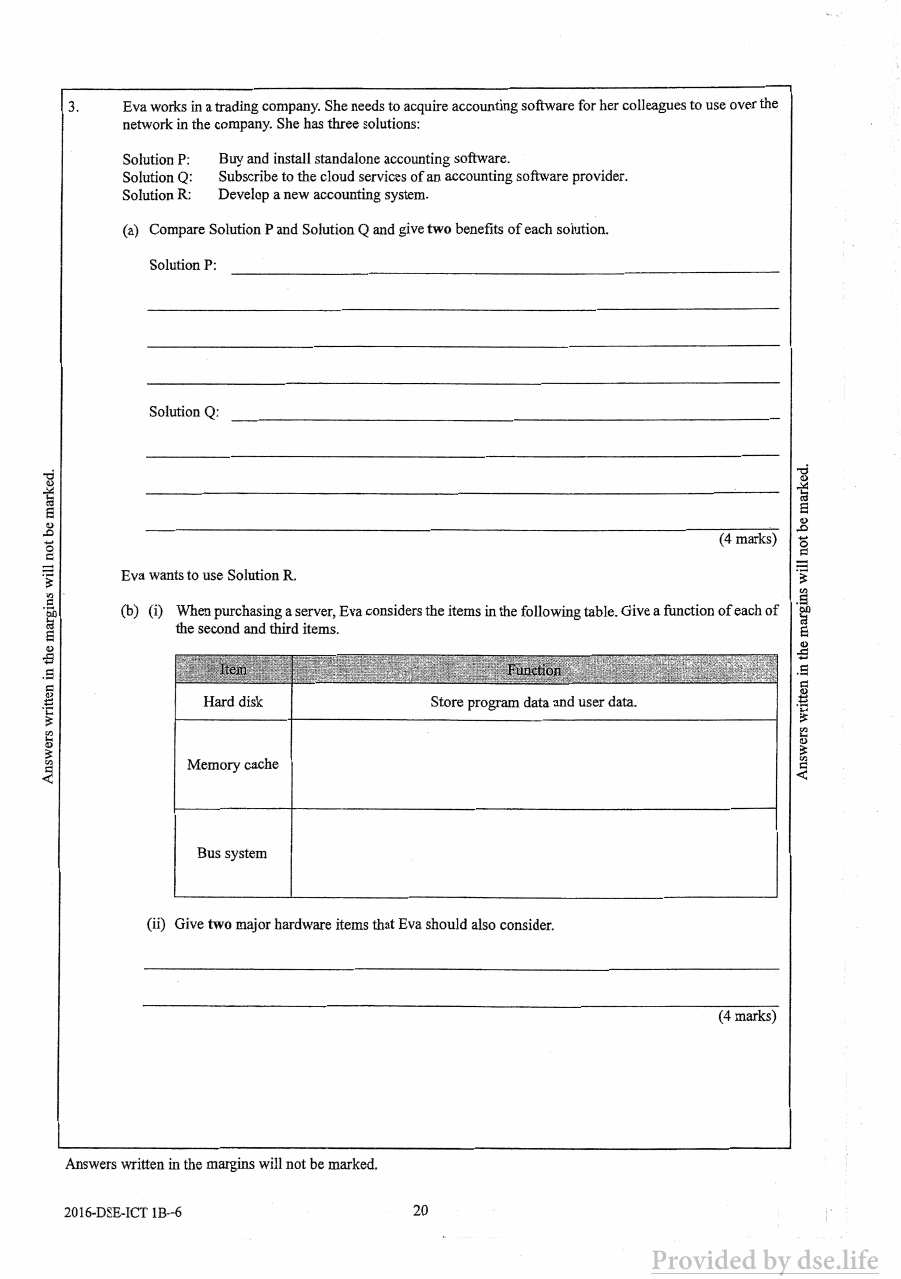 3. Eva works in a trading company. She needs to acquire accounting software for her colleagues to use over the
network in the company. She has three solutions:
Solution P: Buy and install standalone accounting software.
Solution Q: Subscribe to the cloud services of an accounting software provider.
Solution R: Develop a new accounting system.
(a) Compare Solution P and Solution Q and give two benefits of each solution.
Solution P:
Solution Q:
(4 marks)
Eva wants to use Solution R.
(b) (i) When purchasing a server, Eva considers the items in the following table. Give a function of each of
the second and third items.
Item Function
Hard disk Store program data and user data.
Memory cache
Bus system
(ii) Give two major hardware items that Eva should also consider.
(4 marks)
Answers written in the margins will not be marked.
Answers written in the margins will not be marked.
Answers written in the margins will not be marked.
2016-DSE-ICT 1B--6 20
Provided by dse.life